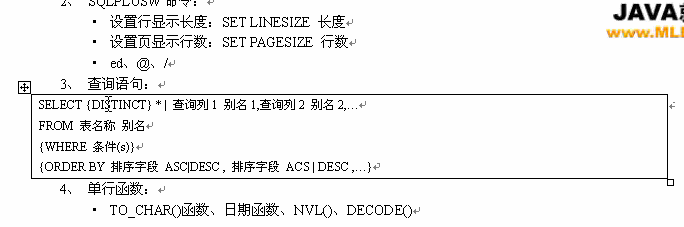 2、 SQLPLUSW 命令：
JAVA
www.ML
• 设置行显示长度：SET LINESIZE 长度
• 设置页显示行数：SET PAGESIZE 行数
• ed、@、/
3、 查询语句：
SELECT {DISTINCT} * | 查询列 1 别名 1,查询列 2 别名 2,…
FROM 表名称 别名
{WHERE 条件(s)}
{ORDER BY 排序字段 ASC|DESC , 排序字段 ACS | DESC ,…}
4、 单行函数：
• TO_CHAR()函数、日期函数、NVL()、DECODE()